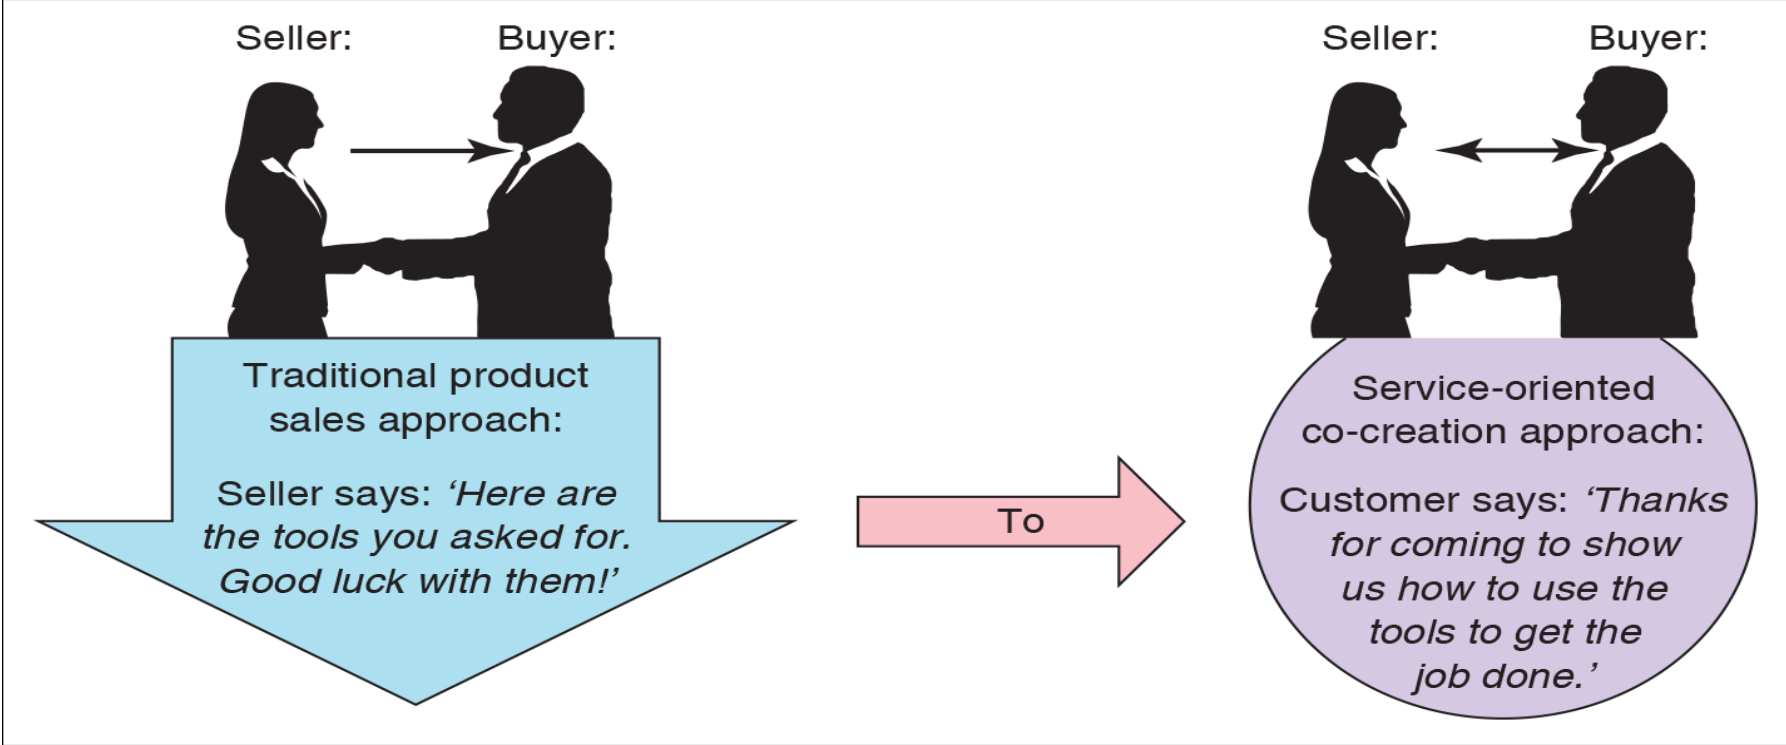 Seller:
Buyer:
Traditional product
sales approach:
Seller says: ‘Here are
the tools you asked for.
Good luck with them!’
To
Seller:
Buyer:
Service-oriented
co-creation approach:
Customer says: ‘Thanks
for coming to show
us how to use the
tools to get the
job done.’